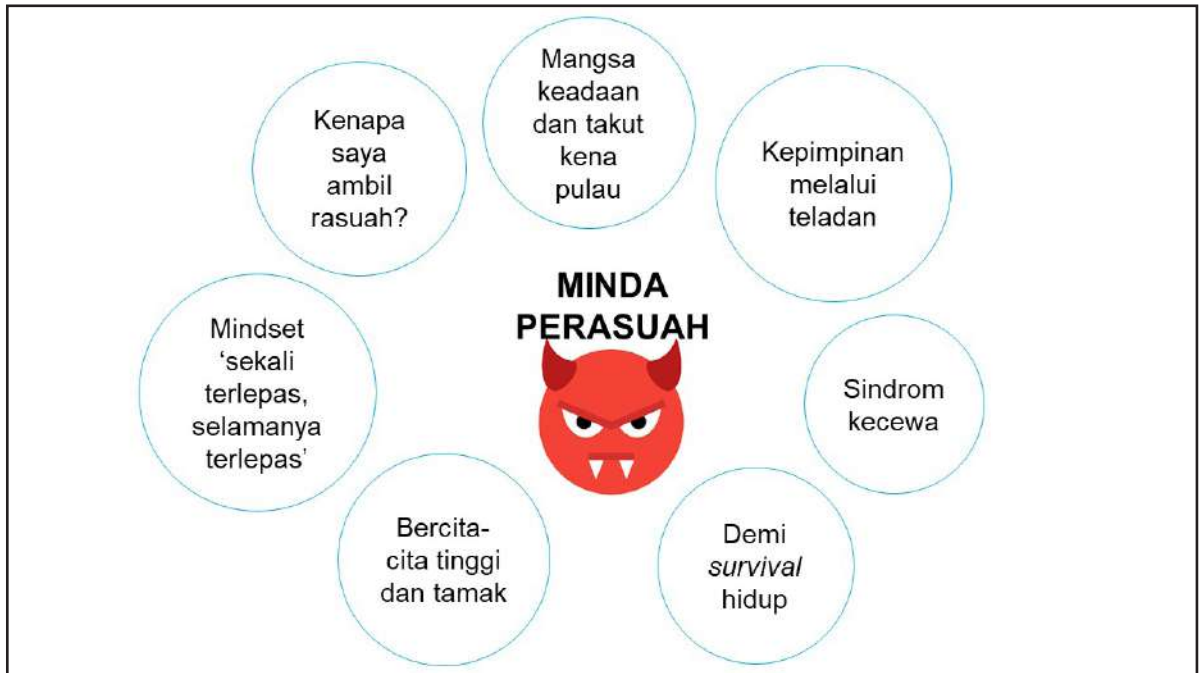 Kenapa
saya
ambil
rasuah?
Mangsa
keadaan
dan takut
kena
pulau
Kepimpinan
melalui
teladan
Sindrom
kecewa
Demi
survival
hidup
Bercita-
cita tinggi
dan tamak
Mindset
‘sekali
terlepas,
selamanya
terlepas’
MINDA
PERASUAH